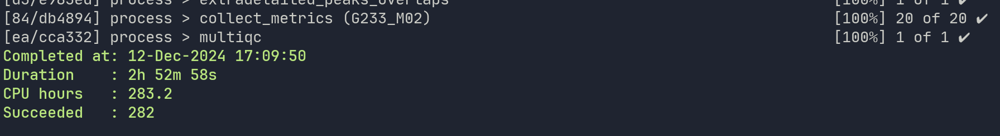 [d5/e983ed] process > extradetailed_peaks_overlaps [100%] 1 of 1 ✔
[84/db4894] process > collect_metrics (G233_M02) [100%] 20 of 20 ✔
[ea/cca332] process > multiqc [100%] 1 of 1 ✔
Completed at: 12-Dec-2024 17:09:50
Duration : 2h 52m 58s
CPU hours : 283.2
Succeeded : 282